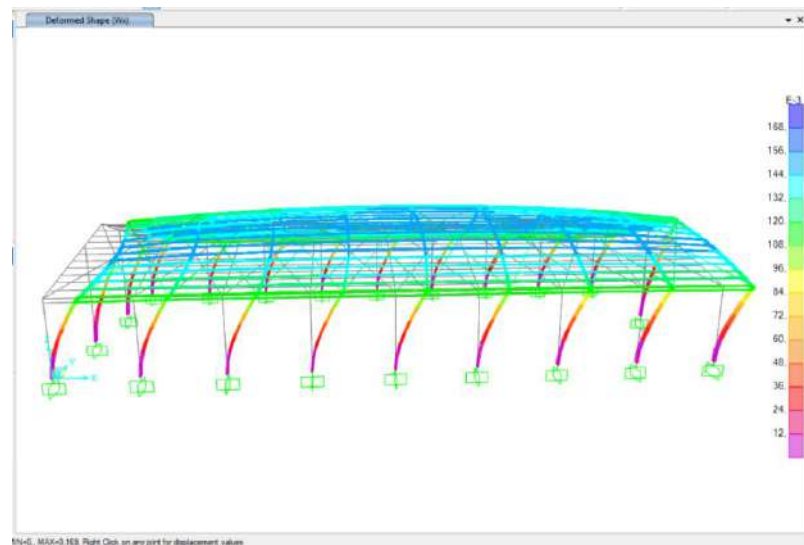 Deformed Shape (Wx)
E-3
168.
156.
144.
132.
120.
108.
96.
84.
72.
60.
48.
36.
24.
12.
Y
X
MIN=0., MAX=0.169, Right Click on any joint for displacement values